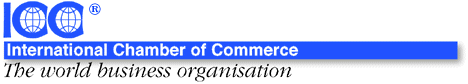 ICC®
International Chamber of Commerce
The world business organisation